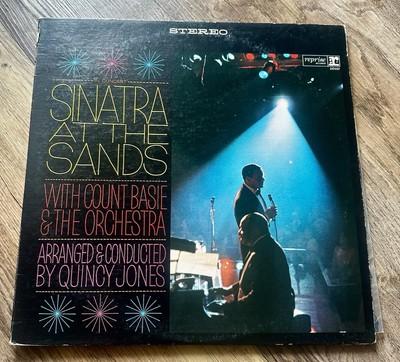 STEREO
SINATRA
AT THE
SANDS
reprise
WITH COUNT BASIE
& THE ORCHESTRA
ARRANGED & CONDUCTED
BY QUINCY JONES